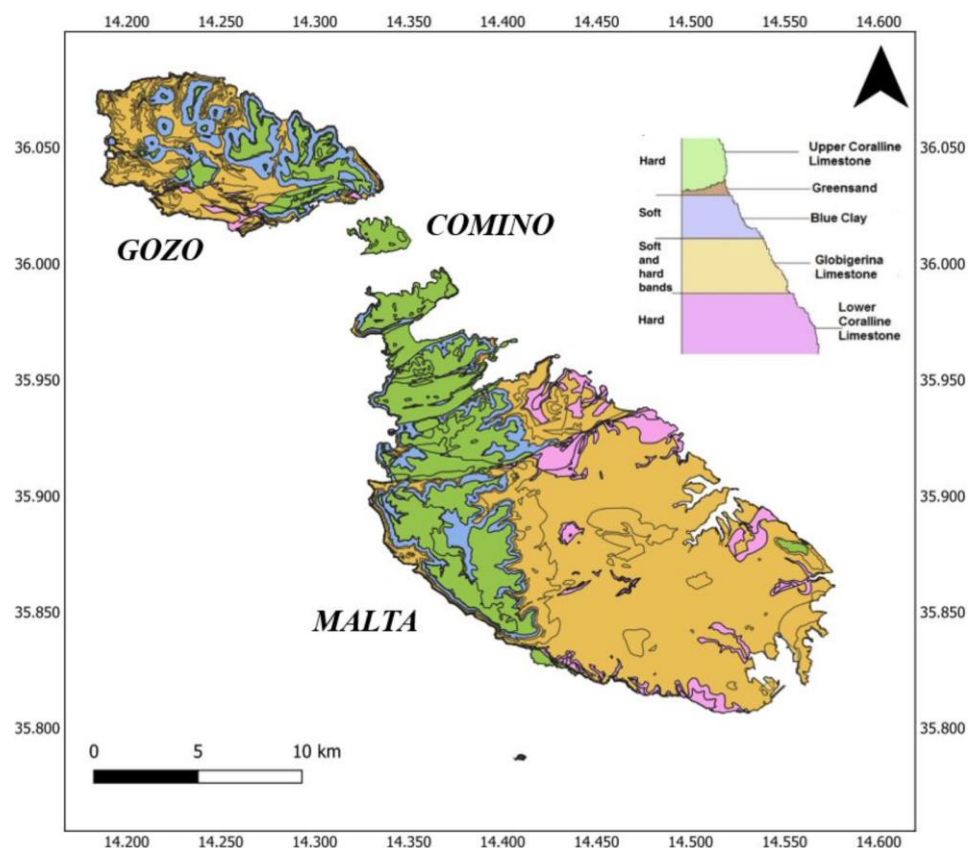 14.200 14.250 14.300 14.350 14.400 14.450 14.500 14.550 14.600
36.050
36.000
35.950
35.900
35.850
35.800
GOZO
COMINO
MALTA
Hard
Soft
Soft
and
hard
bands
Hard
Upper Coralline
Limestone
Greensand
Blue Clay
Globigerina
Limestone
Lower
Coralline
Limestone
36.050
36.000
35.950
35.900
35.850
35.800
0 5 10 km
14.200 14.250 14.300 14.350 14.400 14.450 14.500 14.550 14.600